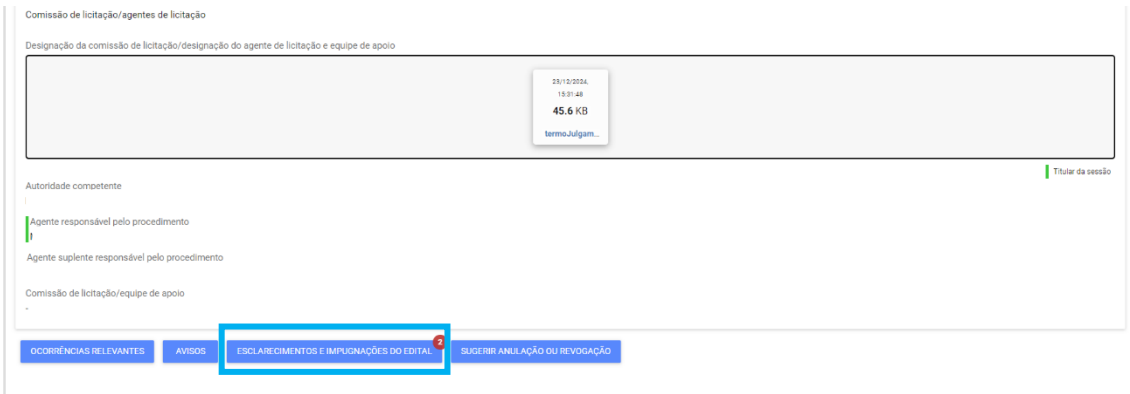 Comissão de licitação/agentes de licitação
Designação da comissão de licitação/designação do agente de licitação e equipe de apoio
23/12/2024,
15:31:48
45.6 KB
termoJulgam...
Titular da sessão
Autoridade competente
Agente responsável pelo procedimento
Agente suplente responsável pelo procedimento
Comissão de licitação/equipe de apoio
-
OCORRÊNCIAS RELEVANTES AVISOS ESCLARECIMENTOS E IMPUGNAÇÕES DO EDITAL 2 SUGERIR ANULAÇÃO OU REVOGAÇÃO